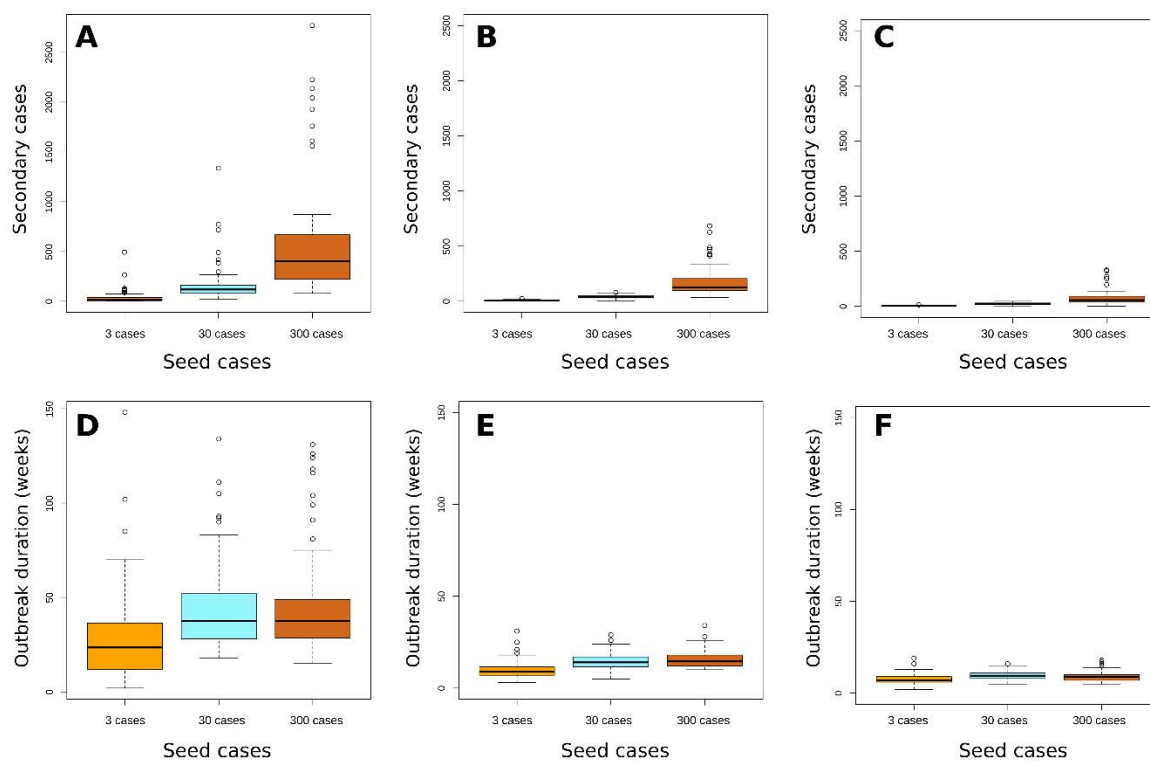 A
Secondary cases
2500
2000
1500
1000
500
0
3 cases 30 cases 300 cases
Seed cases
B
Secondary cases
2500
2000
1500
1000
500
0
3 cases 30 cases 300 cases
Seed cases
C
Secondary cases
2500
2000
1500
1000
500
0
3 cases 30 cases 300 cases
Seed cases
D
Outbreak duration (weeks)
150
100
50
0
3 cases 30 cases 300 cases
Seed cases
E
Outbreak duration (weeks)
150
100
50
0
3 cases 30 cases 300 cases
Seed cases
F
Outbreak duration (weeks)
150
100
50
0
3 cases 30 cases 300 cases
Seed cases